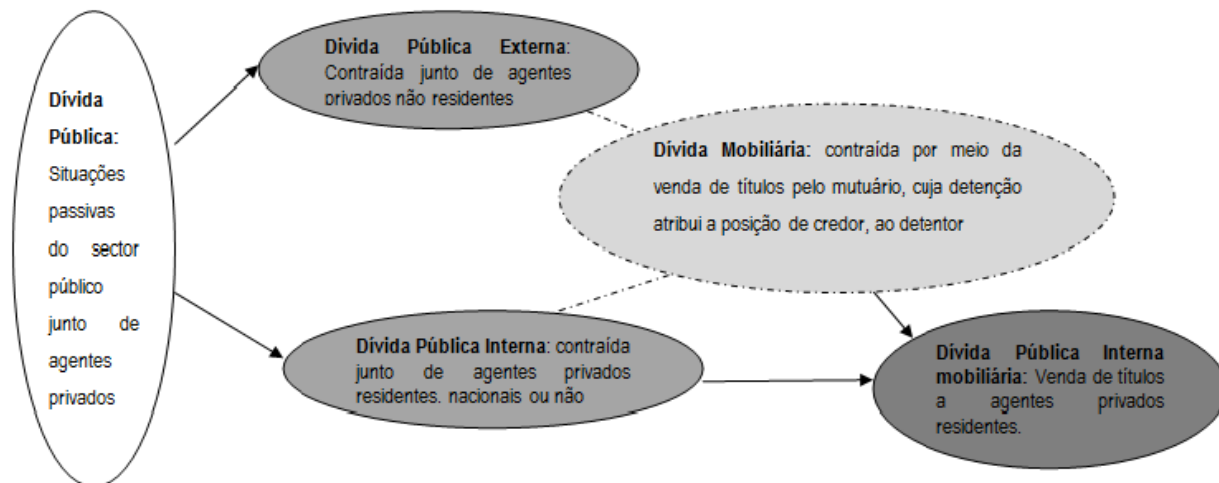 Dívida
Pública:
Situações
passivas
do sector
público
junto de
agentes
privados
Divida Pública Externa:
Contraída junto de agentes
privados não residentes
Dívida Mobiliária: contraída por meio da
venda de títulos pelo mutuário, cuja detenção
atribui a posição de credor, ao detentor
Dívida Pública Interna: contraída
junto de agentes privados
residentes. nacionais ou não
Dívida Pública Interna
mobiliária: Venda de títulos
a agentes privados
residentes.